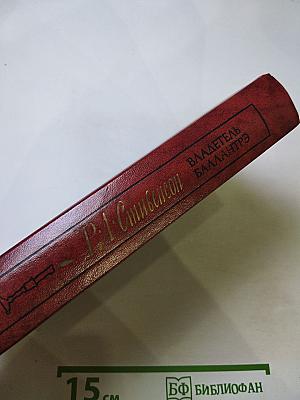 Р.Л. Стивенсон
ВЛАДЕТЕЛЬ
БАЛЛАНТРЭ
15 см
БФ БИБЛИОФАН